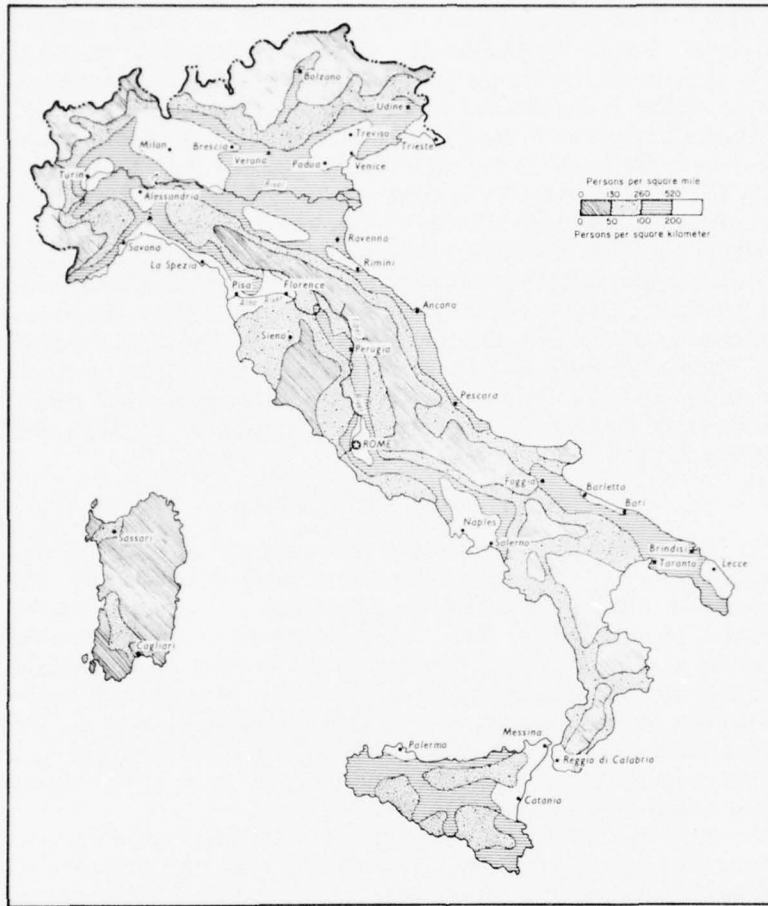 Bolzano
Udine
Treviso
Milan
Brescia
Trieste
Verona
Padua
Venice
Turin
Alessandria
Persons per square mile
0 130 260 520
0 50 100 200
Persons per square kilometer
Savona
Ravenna
La Spezia
Rimini
Pisa
Florence
Ancona
Siena
Perugia
Pescara
ROME
Foggia
Barletta
Bari
Sassari
Naples
Salerno
Brindisi
Taranto
Lecce
Cagliari
Messina
Palermo
Reggio di Calabria
Catania